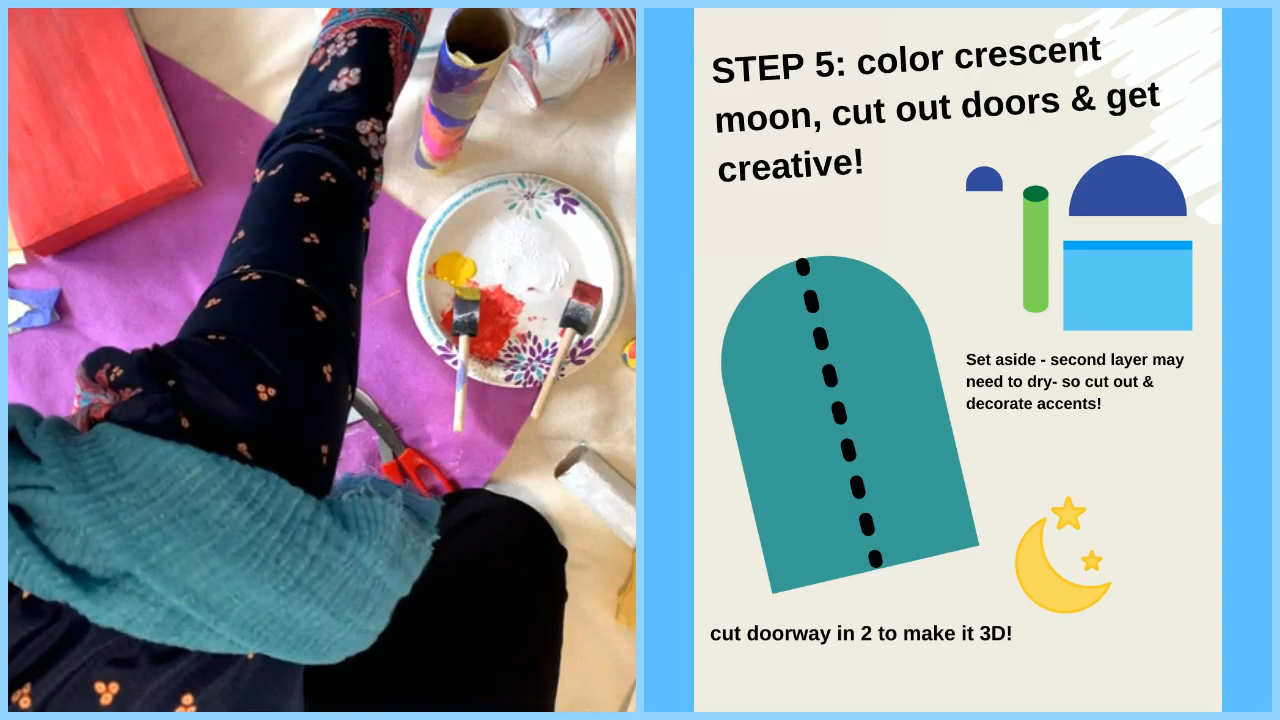 STEP 5: color crescent
moon, cut out doors & get
creative!
Set aside - second layer may
need to dry- so cut out &
decorate accents!
cut doorway in 2 to make it 3D!